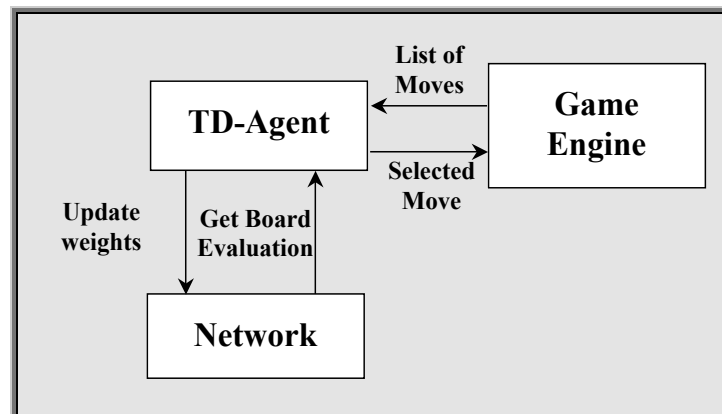 List of
Moves
TD-Agent
Game
Engine
Selected
Move
Update
weights
Get Board
Evaluation
Network